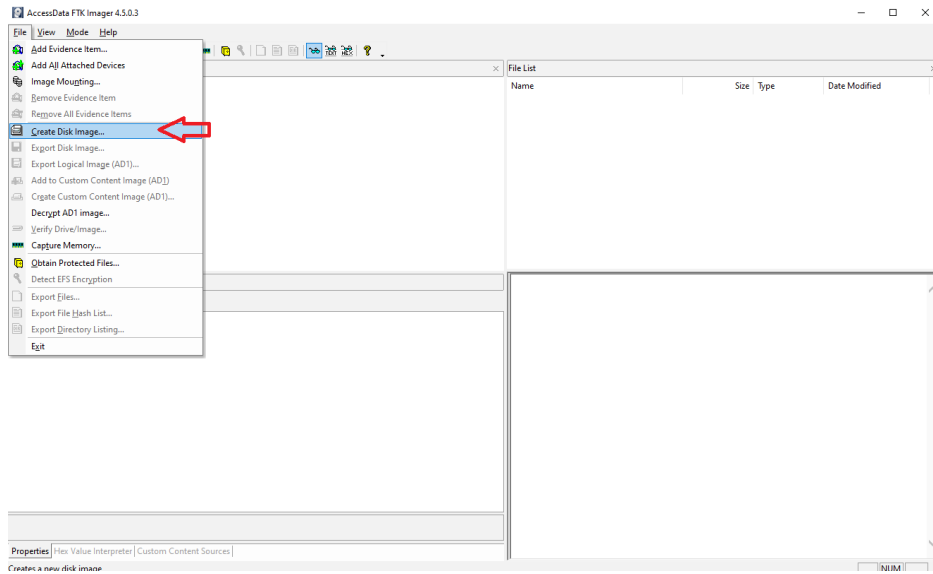 AccessData FTK Imager 4.5.0.3
File View Mode Help
Add Evidence Item...
Add All Attached Devices
Image Mounting...
Remove Evidence Item
Remove All Evidence Items
Create Disk Image...
Export Disk Image...
Export Logical Image (AD1)...
Add to Custom Content Image (AD1)
Create Custom Content Image (AD1)...
Decrypt AD1 image...
Verify Drive/Image...
Capture Memory...
Obtain Protected Files...
Detect EFS Encryption
Export Files...
Export File Hash List...
Export Directory Listing...
Exit
File List
Name Size Type Date Modified
Properties Hex Value Interpreter Custom Content Sources
Creates a new disk image
NUM